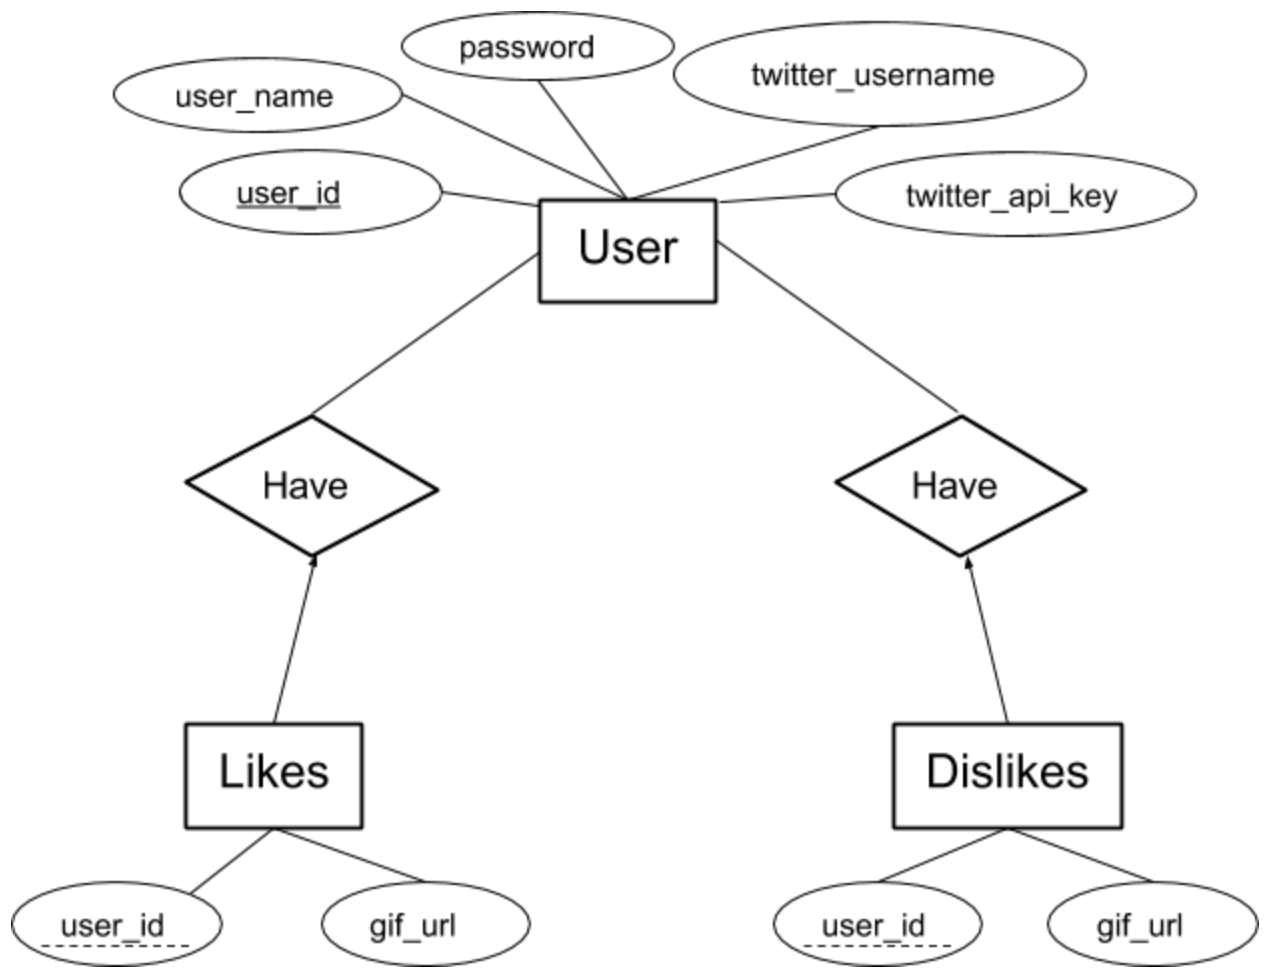 password
twitter_username
user_name
user_id
twitter_api_key
User
Have
Have
Likes
Dislikes
user_id
gif_url
user_id
gif_url